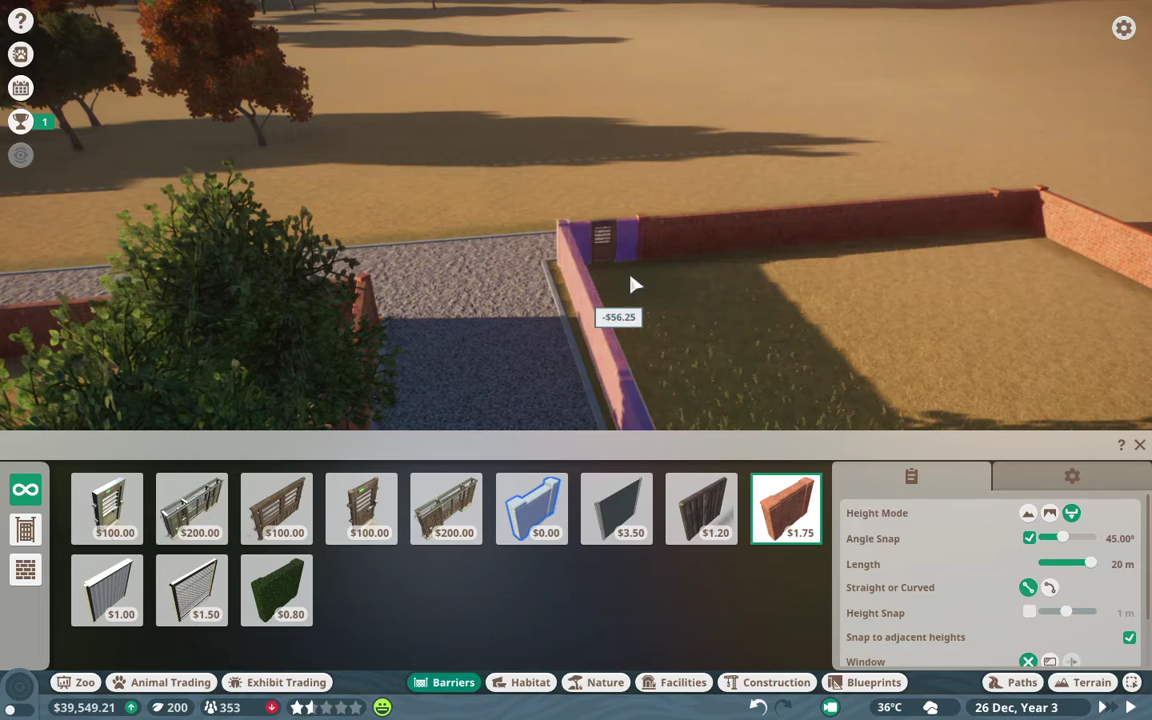 ?
1
-$56.25
?
$100.00
$200.00
$100.00
$100.00
$200.00
$0.00
$3.50
$1.20
$1.75
$1.00
$1.50
$0.80
Height Mode
Angle Snap
45.00°
Length
20 m
Straight or Curved
Height Snap
1 m
Snap to adjacent heights
Window
Zoo
Animal Trading
Exhibit Trading
Barriers
Habitat
Nature
Facilities
Construction
Blueprints
Paths
Terrain
$39,549.21
200
353
36°C
26 Dec, Year 3